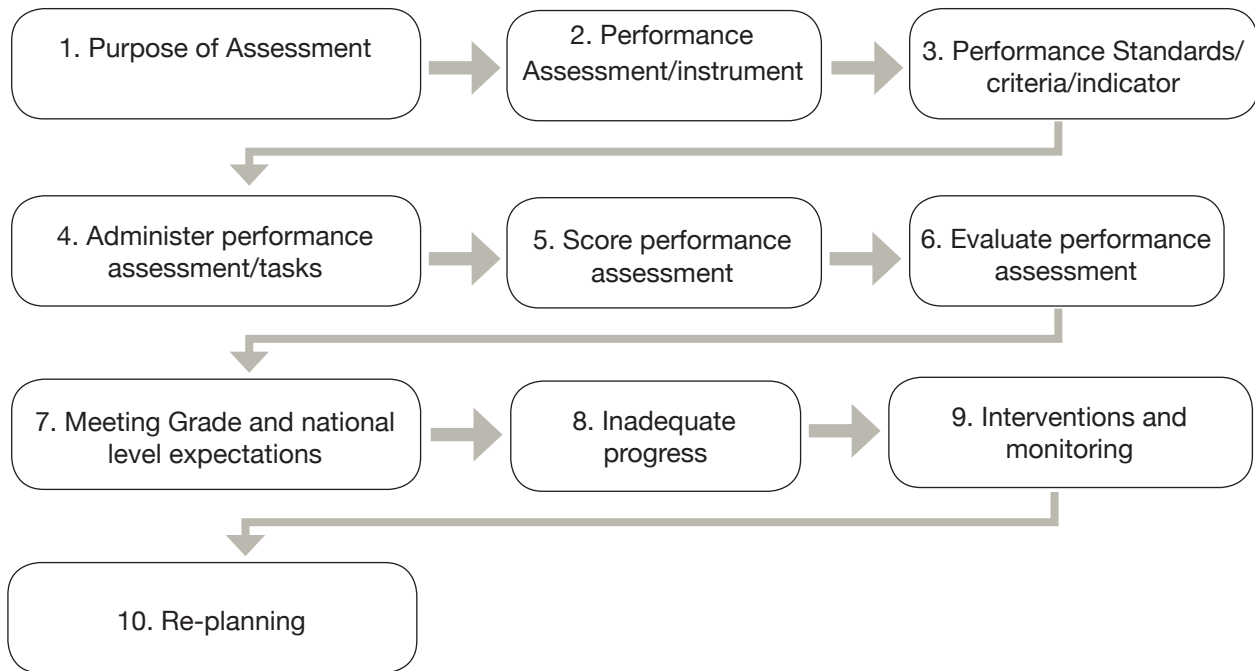 1. Purpose of Assessment
2. Performance
Assessment/instrument
3. Performance Standards/
criteria/indicator
4. Administer performance
assessment/tasks
5. Score performance
assessment
6. Evaluate performance
assessment
7. Meeting Grade and national
level expectations
8. Inadequate
progress
9. Interventions and
monitoring
10. Re-planning